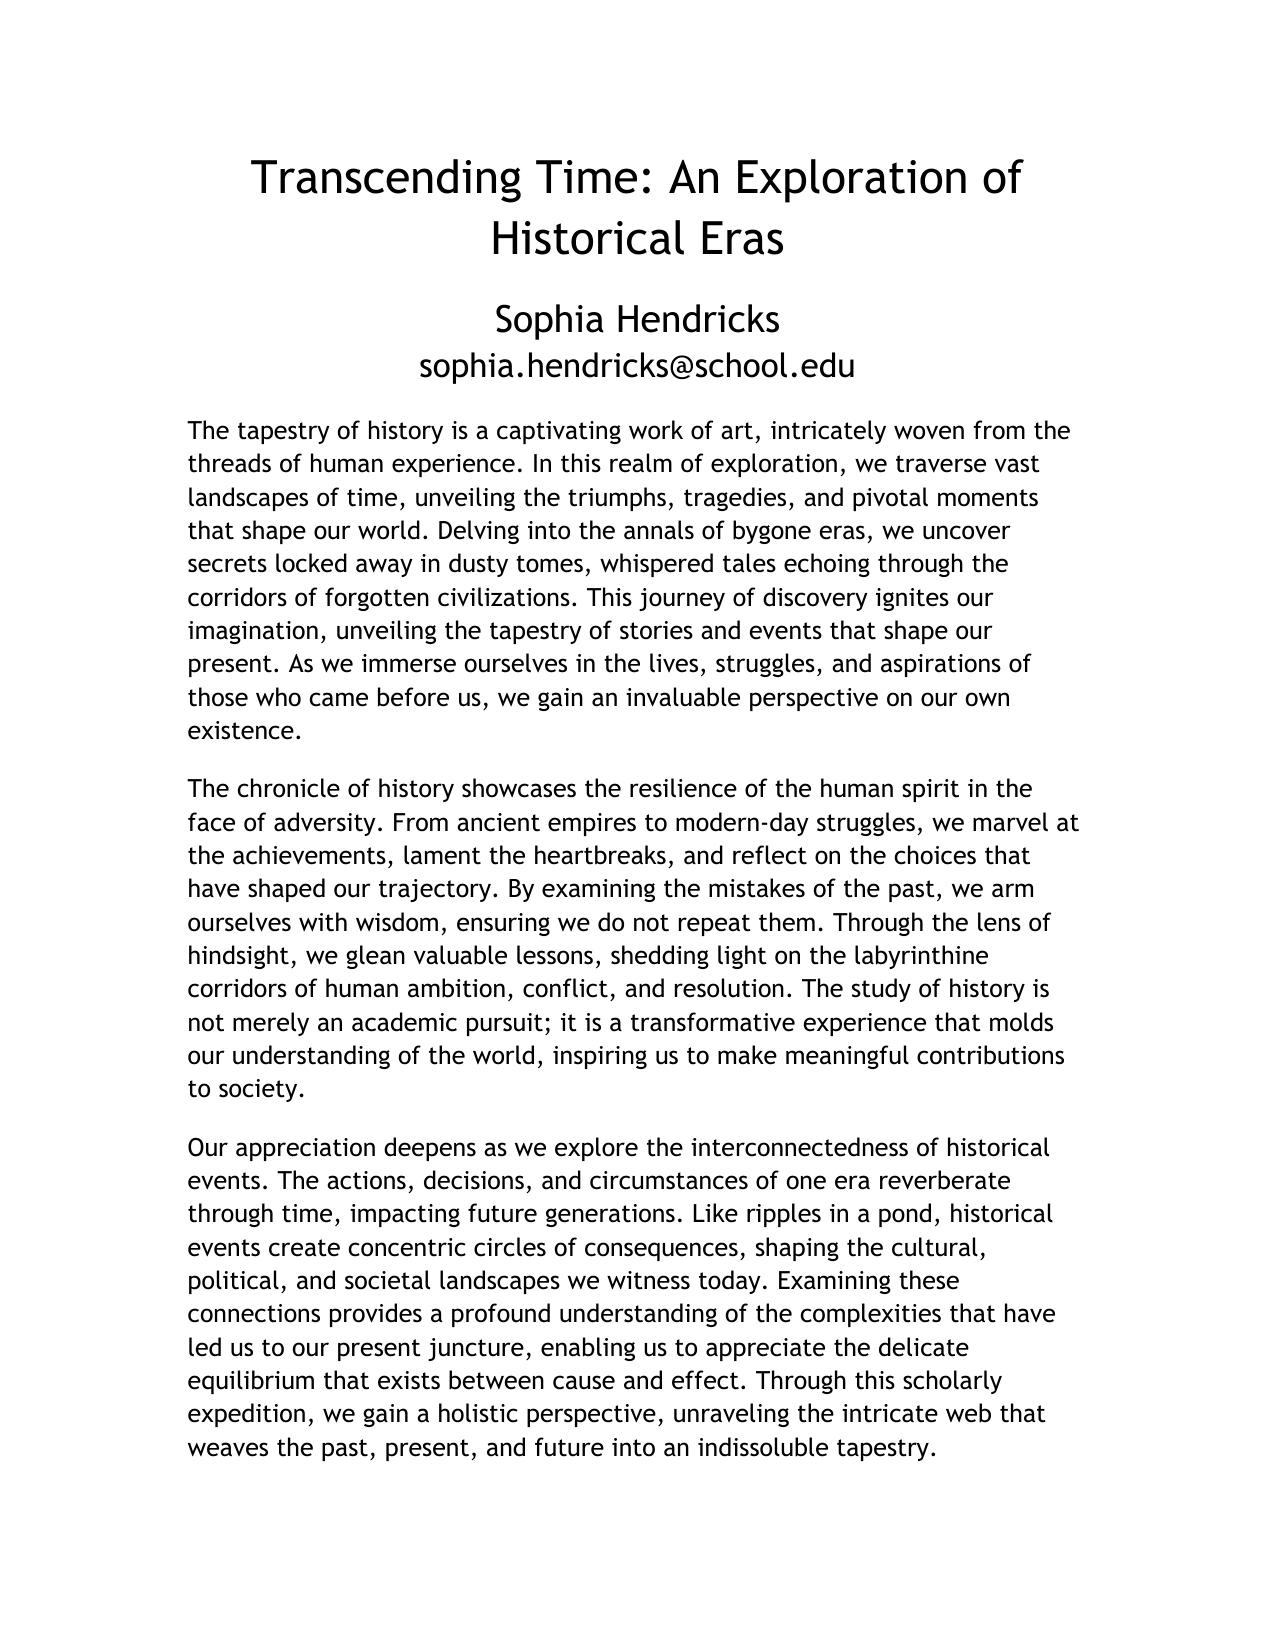 Transcending Time: An Exploration of
Historical Eras
Sophia Hendricks
sophia.hendricks@school.edu
The tapestry of history is a captivating work of art, intricately woven from the
threads of human experience. In this realm of exploration, we traverse vast
landscapes of time, unveiling the triumphs, tragedies, and pivotal moments
that shape our world. Delving into the annals of bygone eras, we uncover
secrets locked away in dusty tomes, whispered tales echoing through the
corridors of forgotten civilizations. This journey of discovery ignites our
imagination, unveiling the tapestry of stories and events that shape our
present. As we immerse ourselves in the lives, struggles, and aspirations of
those who came before us, we gain an invaluable perspective on our own
existence.
The chronicle of history showcases the resilience of the human spirit in the
face of adversity. From ancient empires to modern-day struggles, we marvel at
the achievements, lament the heartbreaks, and reflect on the choices that
have shaped our trajectory. By examining the mistakes of the past, we arm
ourselves with wisdom, ensuring we do not repeat them. Through the lens of
hindsight, we glean valuable lessons, shedding light on the labyrinthine
corridors of human ambition, conflict, and resolution. The study of history is
not merely an academic pursuit; it is a transformative experience that molds
our understanding of the world, inspiring us to make meaningful contributions
to society.
Our appreciation deepens as we explore the interconnectedness of historical
events. The actions, decisions, and circumstances of one era reverberate
through time, impacting future generations. Like ripples in a pond, historical
events create concentric circles of consequences, shaping the cultural,
political, and societal landscapes we witness today. Examining these
connections provides a profound understanding of the complexities that have
led us to our present juncture, enabling us to appreciate the delicate
equilibrium that exists between cause and effect. Through this scholarly
expedition, we gain a holistic perspective, unraveling the intricate web that
weaves the past, present, and future into an indissoluble tapestry.